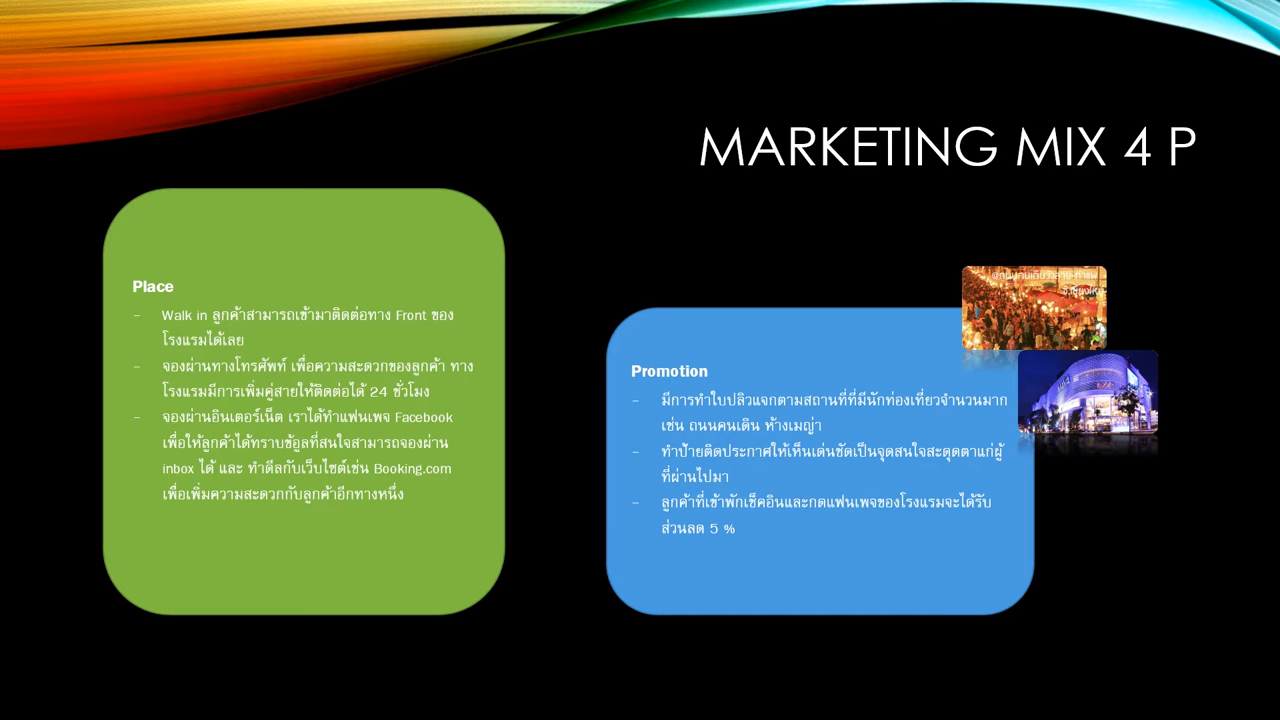 MARKETING MIX 4 P
Place
- Walk in ลูกค้าสามารถเข้ามาติดต่อทาง Front ของ
โรงแรมได้เลย
- จองผ่านทางโทรศัพท์ เพื่อความสะดวกของลูกค้า ทาง
โรงแรมมีการเพิ่มคู่สายให้ติดต่อได้ 24 ชั่วโมง
- จองผ่านอินเตอร์เน็ต เราได้ทำแฟนเพจ Facebook
เพื่อให้ลูกค้าได้ทราบข้อูลที่สนใจสามารถจองผ่าน
inbox ได้ และ ทำดีลกับเว็บไซต์เช่น Booking.com
เพื่อเพิ่มความสะดวกกับลูกค้าอีกทางหนึ่ง
Promotion
- มีการทำใบปลิวแจกตามสถานที่ที่มีนักท่องเที่ยวจำนวนมาก
เช่น ถนนคนเดิน ห้างเมญ่า
- ทำป้ายติดประกาศให้เห็นเด่นชัดเป็นจุดสนใจสะดุดตาแก่ผู้
ที่ผ่านไปมา
- ลูกค้าที่เข้าพักเช็คอินและกดแฟนเพจของโรงแรมจะได้รับ
ส่วนลด 5 %